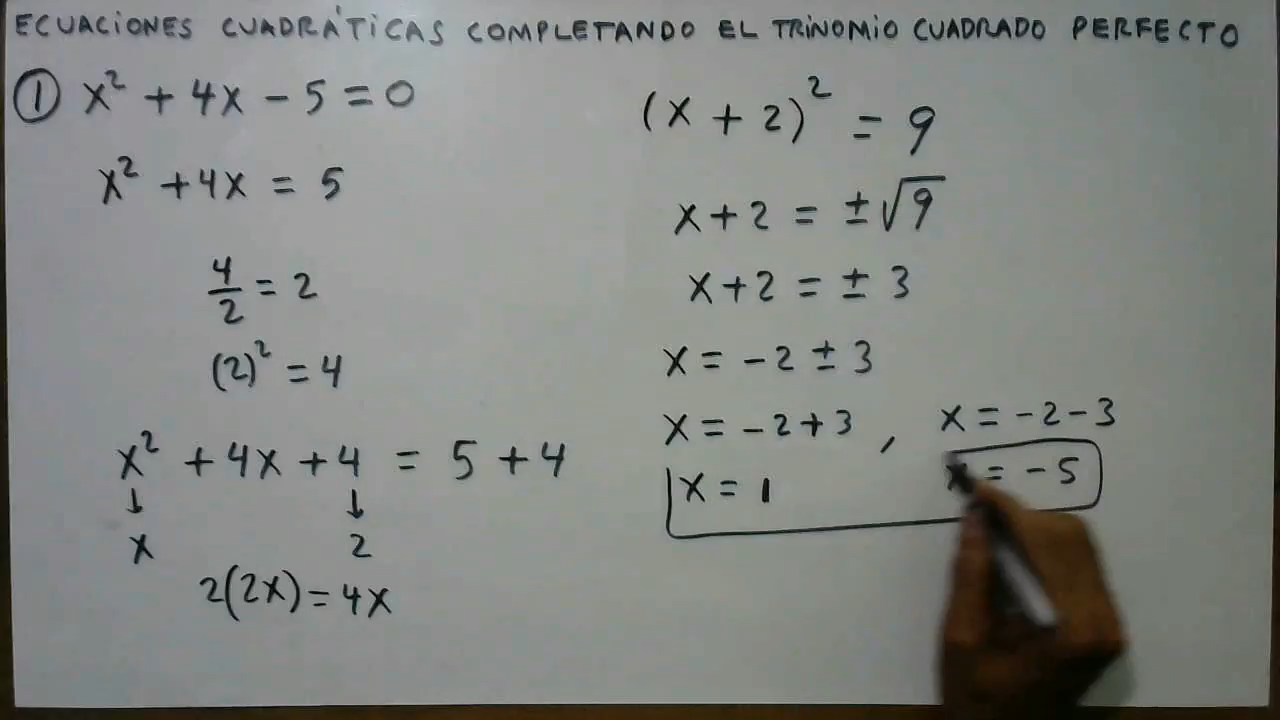 ECUACIONES CUADRÁTICAS COMPLETANDO EL TRINOMIO CUADRADO PERFECTO
① x² + 4x - 5 = 0
x² + 4x = 5
4/2 = 2
(2)² = 4
x² + 4x + 4 = 5 + 4
↓ ↓
x 2
2(2x) = 4x
(x + 2)² = 9
x + 2 = ±√9
x + 2 = ± 3
x = -2 ± 3
x = -2 + 3 , x = -2 - 3
x = 1 x = -5